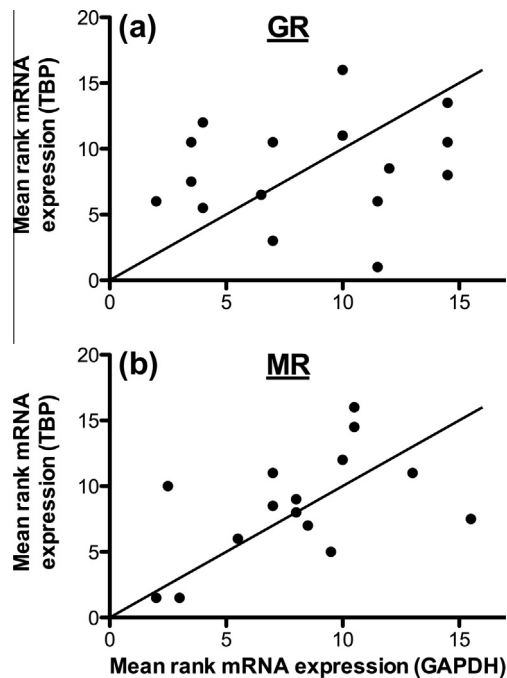 (a) GR
Mean rank mRNA
expression (TBP)
20
15
10
5
0
0 5 10 15
(b) MR
Mean rank mRNA
expression (TBP)
20
15
10
5
0
0 5 10 15
Mean rank mRNA expression (GAPDH)